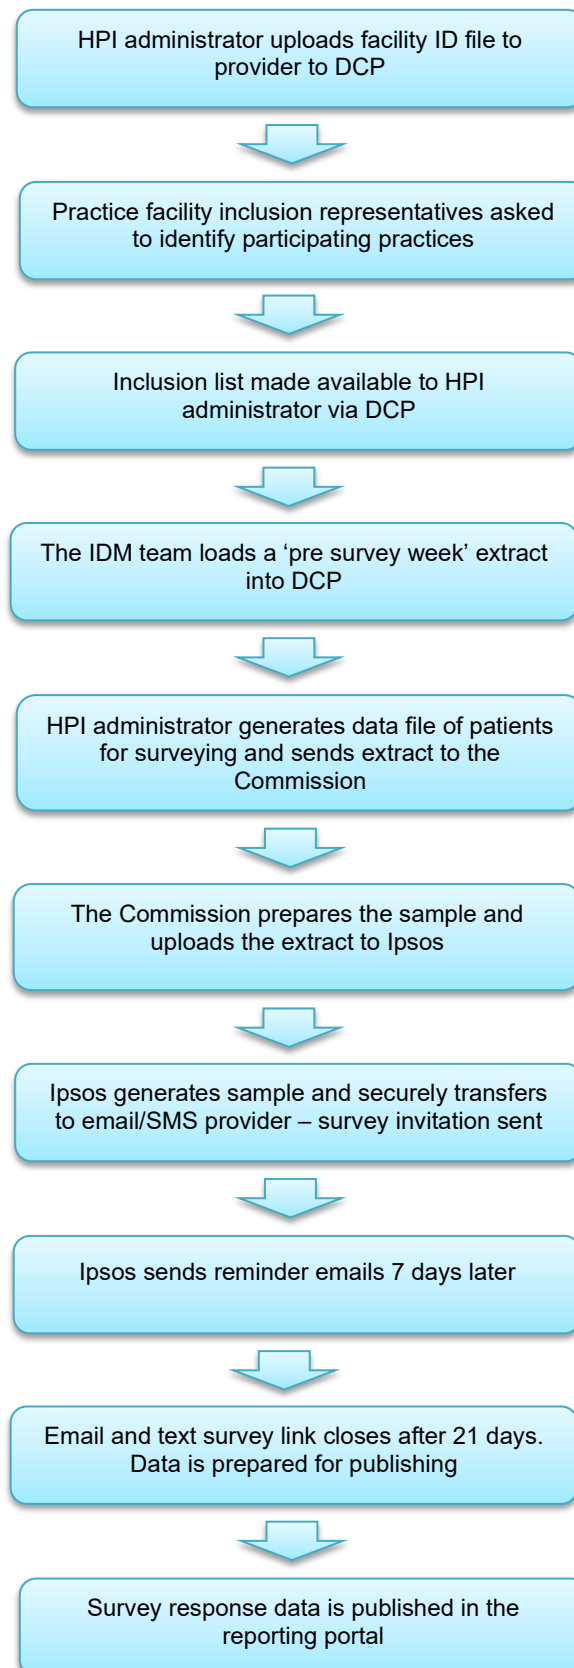 HPI administrator uploads facility ID file to
provider to DCP
Practice facility inclusion representatives asked
to identify participating practices
Inclusion list made available to HPI
administrator via DCP
The IDM team loads a ‘pre survey week’ extract
into DCP
HPI administrator generates data file of patients
for surveying and sends extract to the
Commission
The Commission prepares the sample and
uploads the extract to Ipsos
Ipsos generates sample and securely transfers
to email/SMS provider – survey invitation sent
Ipsos sends reminder emails 7 days later
Email and text survey link closes after 21 days.
Data is prepared for publishing
Survey response data is published in the
reporting portal